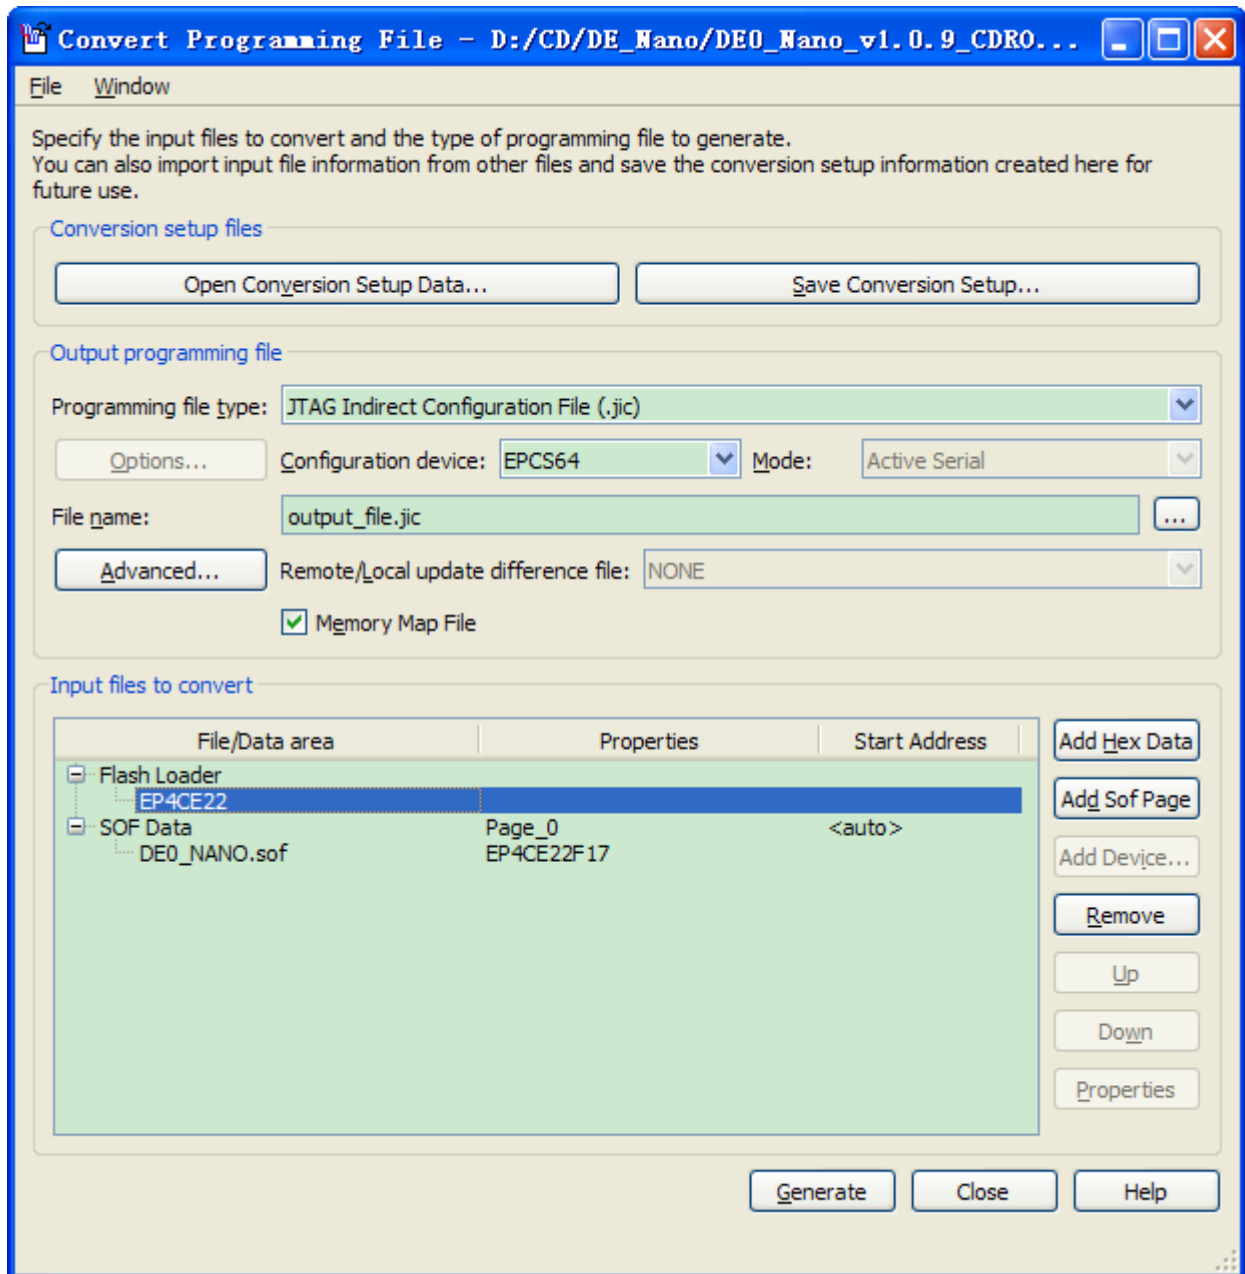 Convert Programming File - D:/CD/DE_Nano/DE0_Nano_v1.0.9_CDRO...
File Window
Specify the input files to convert and the type of programming file to generate.
You can also import input file information from other files and save the conversion setup information created here for
future use.
Conversion setup files
Open Conversion Setup Data... Save Conversion Setup...
Output programming file
Programming file type: JTAG Indirect Configuration File (.jic)
Options... Configuration device: EPCS64 Mode: Active Serial
File name: output_file.jic ...
Advanced... Remote/Local update difference file: NONE
Memory Map File
Input files to convert
File/Data area Properties Start Address Add Hex Data
Flash Loader
EP4CE22 Add Sof Page
SOF Data Page_0 <auto>
DE0_NANO.sof EP4CE22F17 Add Device...
Remove
Up
Down
Properties
Generate Close Help